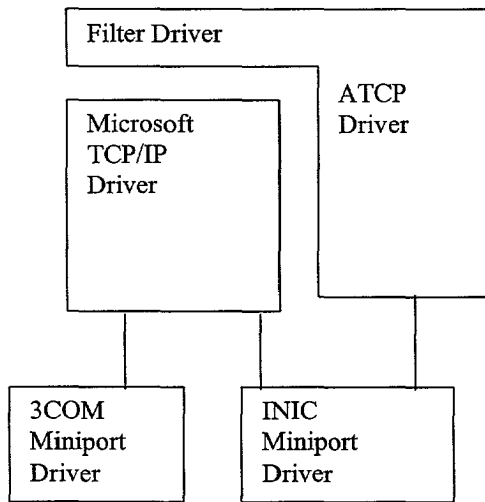 Filter Driver
ATCP
Driver
Microsoft
TCP/IP
Driver
3COM
Miniport
Driver
INIC
Miniport
Driver